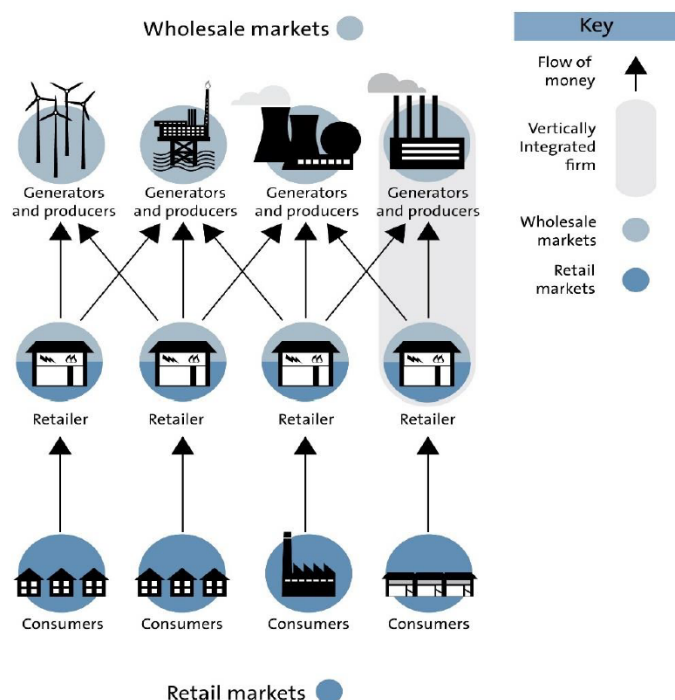 Wholesale markets
Key
Flow of
money
Vertically
Integrated
firm
Wholesale
markets
Retail
markets
Generators
and producers
Generators
and producers
Generators
and producers
Generators
and producers
Retailer
Retailer
Retailer
Retailer
Consumers
Consumers
Consumers
Consumers
Retail markets